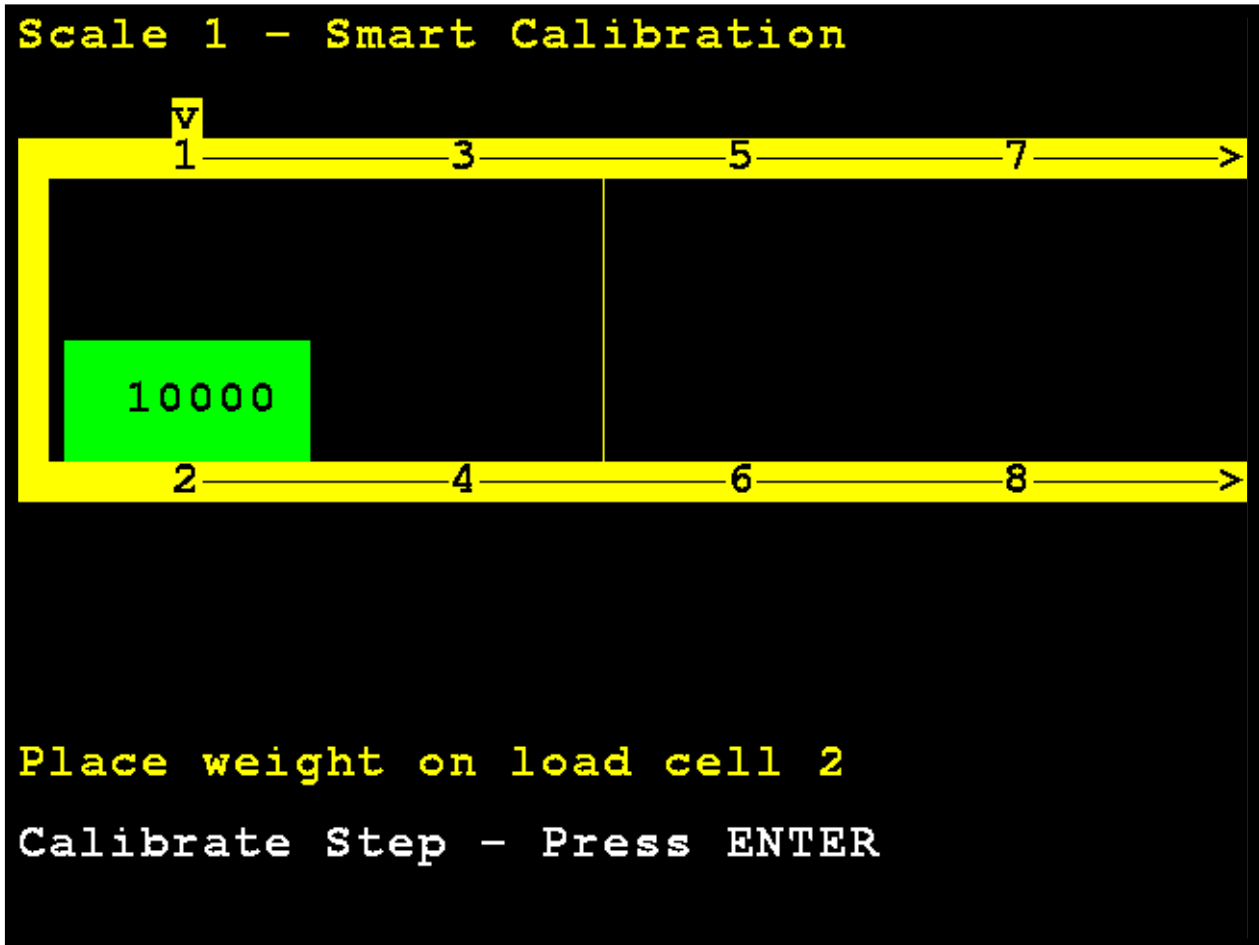 Scale 1 - Smart Calibration
v
1 3 5 7 >
10000
2 4 6 8 >
Place weight on load cell 2
Calibrate Step - Press ENTER